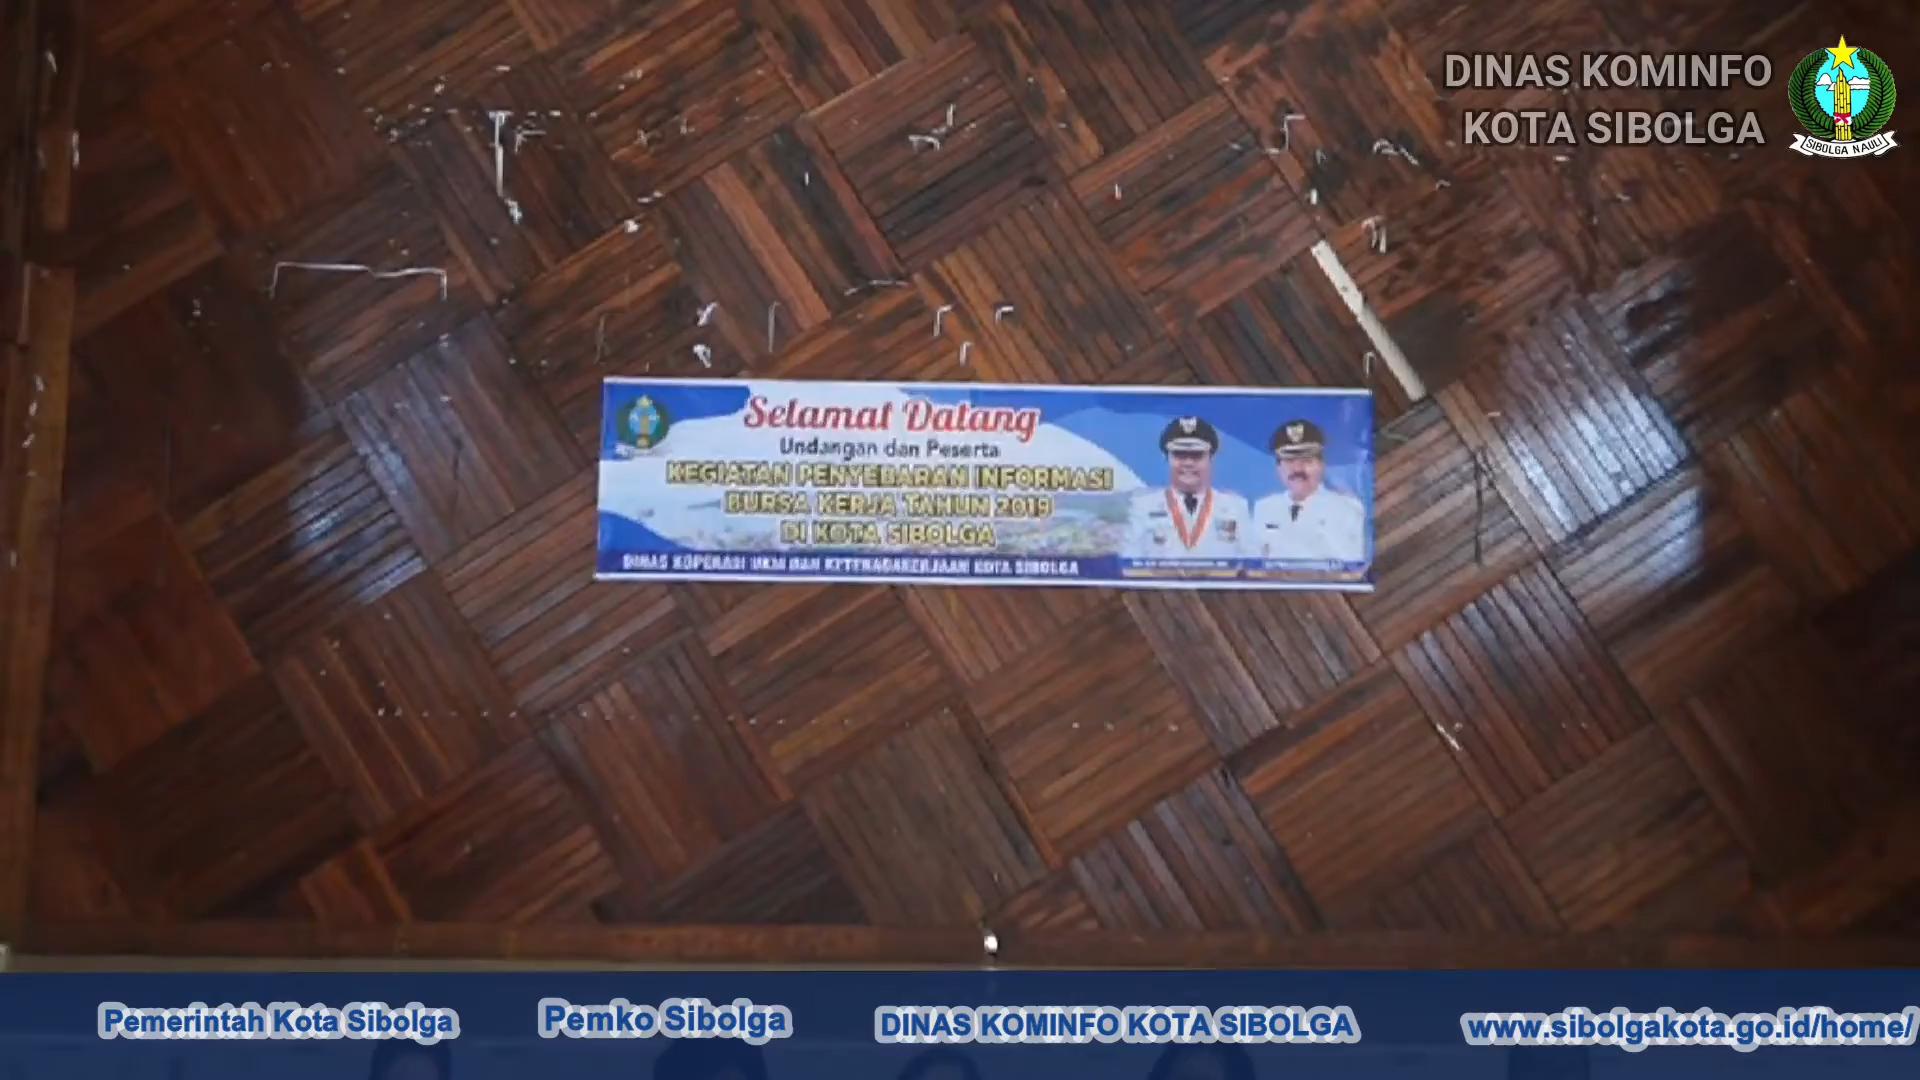 DINAS KOMINFO
KOTA SIBOLGA
SIBOLGA NAULI
Selamat Datang
Undangan dan Peserta
KEGIATAN PENYEBARAN INFORMASI
BURSA KERJA TAHUN 2019
DI KOTA SIBOLGA
DINAS KOPERASI UKM DAN KETENAGAKERJAAN KOTA SIBOLGA
Pemerintah Kota Sibolga
Pemko Sibolga
DINAS KOMINFO KOTA SIBOLGA
www.sibolgakota.go.id/home/